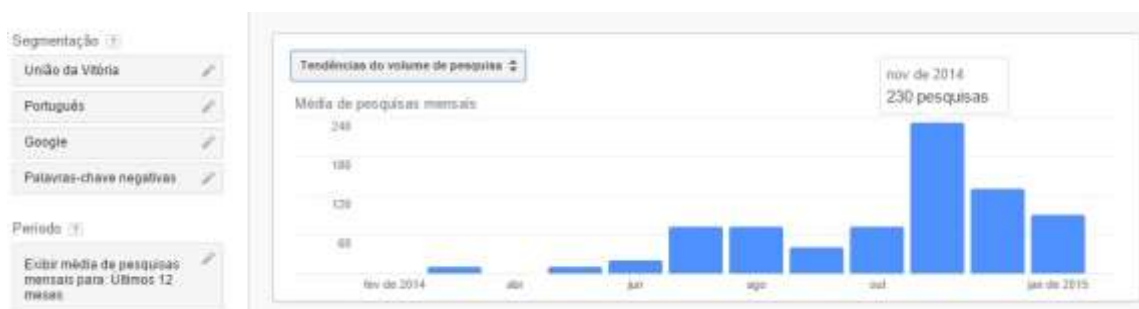 Segmentação ?
União da Vitória
Português
Google
Palavras-chave negativas
Período ?
Exibir média de pesquisas
mensais para: Últimos 12
meses
Tendências do volume de pesquisa
Média de pesquisas mensais
nov de 2014
230 pesquisas
240
180
120
60
fev de 2014
abr
jun
ago
out
jan de 2015